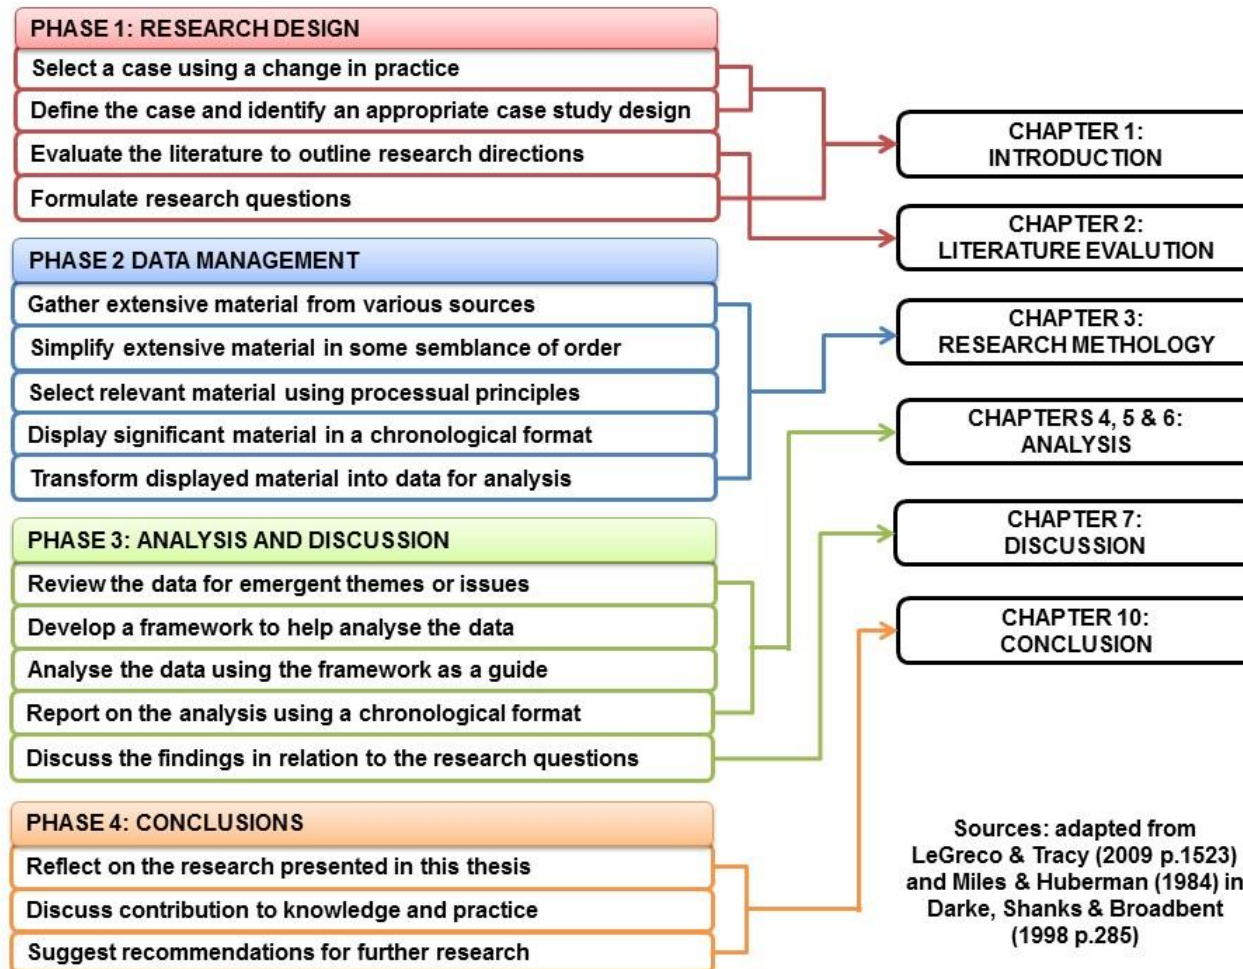 PHASE 1: RESEARCH DESIGN
Select a case using a change in practice
Define the case and identify an appropriate case study design
Evaluate the literature to outline research directions
Formulate research questions
PHASE 2 DATA MANAGEMENT
Gather extensive material from various sources
Simplify extensive material in some semblance of order
Select relevant material using processual principles
Display significant material in a chronological format
Transform displayed material into data for analysis
PHASE 3: ANALYSIS AND DISCUSSION
Review the data for emergent themes or issues
Develop a framework to help analyse the data
Analyse the data using the framework as a guide
Report on the analysis using a chronological format
Discuss the findings in relation to the research questions
PHASE 4: CONCLUSIONS
Reflect on the research presented in this thesis
Discuss contribution to knowledge and practice
Suggest recommendations for further research
CHAPTER 1:
INTRODUCTION
CHAPTER 2:
LITERATURE EVALUTION
CHAPTER 3:
RESEARCH METHOLOGY
CHAPTERS 4, 5 & 6:
ANALYSIS
CHAPTER 7:
DISCUSSION
CHAPTER 10:
CONCLUSION
Sources: adapted from
LeGreco & Tracy (2009 p.1523)
and Miles & Huberman (1984) in
Darke, Shanks & Broadbent
(1998 p.285)